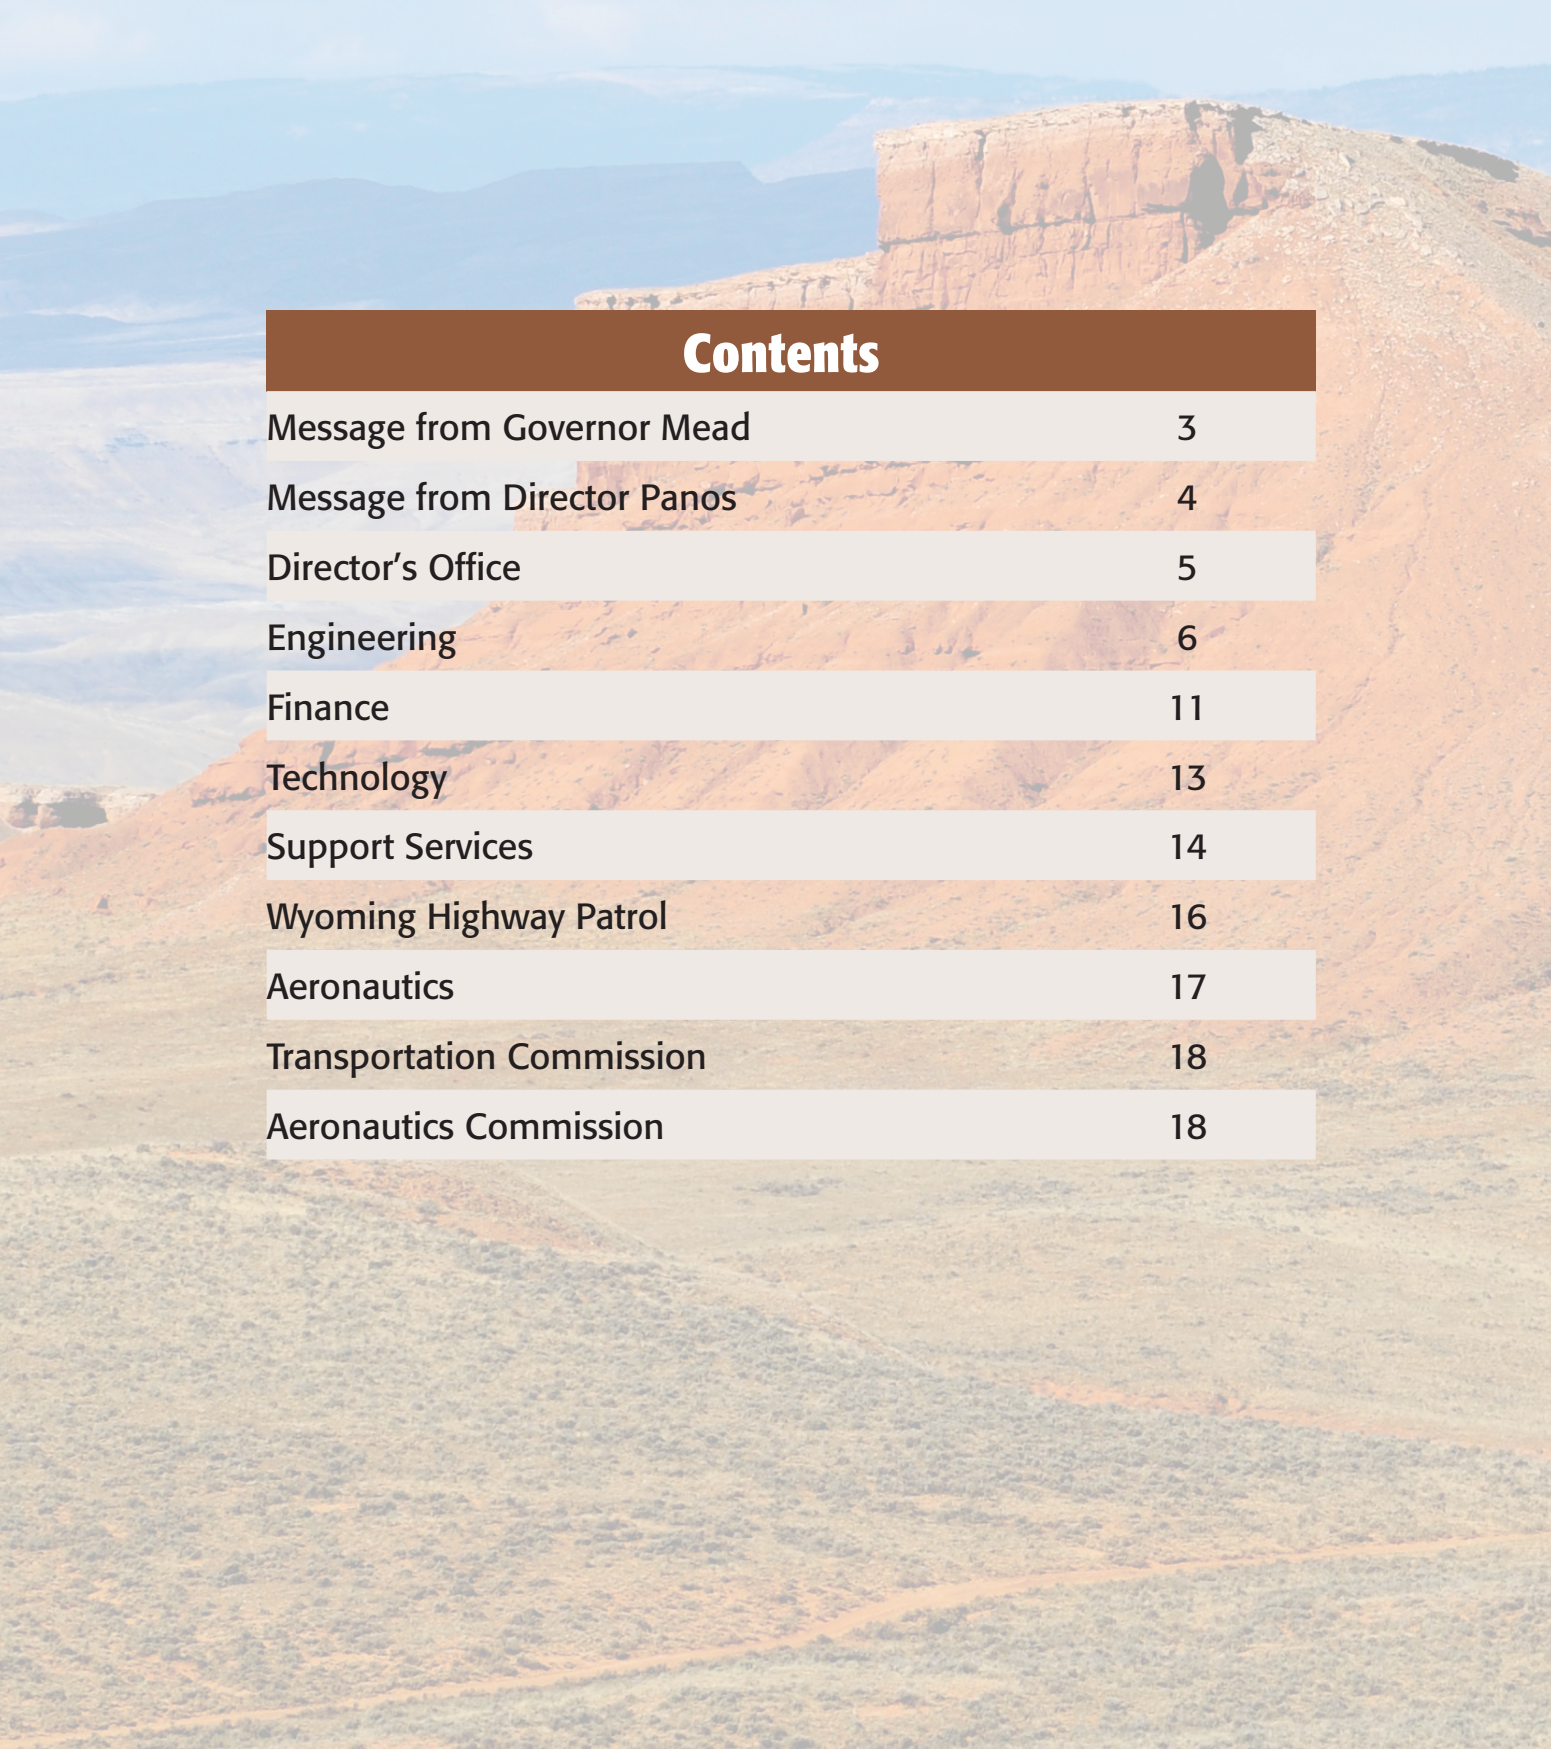 Contents
Message from Governor Mead 3
Message from Director Panos 4
Director’s Office 5
Engineering 6
Finance 11
Technology 13
Support Services 14
Wyoming Highway Patrol 16
Aeronautics 17
Transportation Commission 18
Aeronautics Commission 18